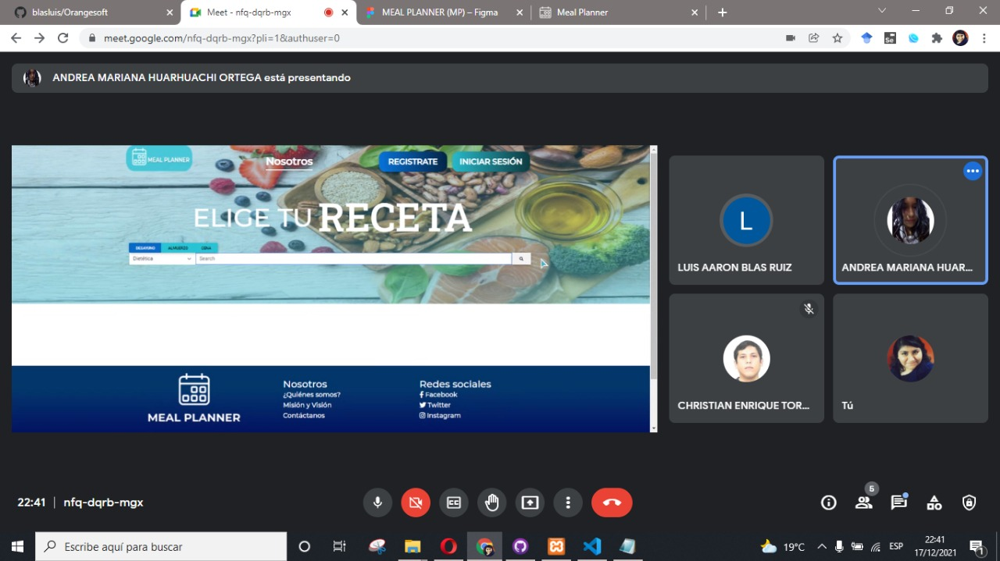 blasluis/Orangesoft
Meet - nfq-dqrb-mgx
MEAL PLANNER (MP) – Figma
Meal Planner
meet.google.com/nfq-dqrb-mgx?pli=1&authuser=0
Se
ANDREA MARIANA HUARHUACHI ORTEGA está presentando
MEAL PLANNER
Nosotros
REGISTRATE
INICIAR SESIÓN
ELIGE TU RECETA
DESAYUNO
ALMUERZO
CENA
Dietética
Search
MEAL PLANNER
Nosotros
¿Quiénes somos?
Misión y Visión
Contáctanos
Redes sociales
Facebook
Twitter
Instagram
L
LUIS AARON BLAS RUIZ
ANDREA MARIANA HUAR...
CHRISTIAN ENRIQUE TOR...
Tú
22:41 | nfq-dqrb-mgx
CC
5
Escribe aquí para buscar
19°C
ESP
22:41
17/12/2021
1